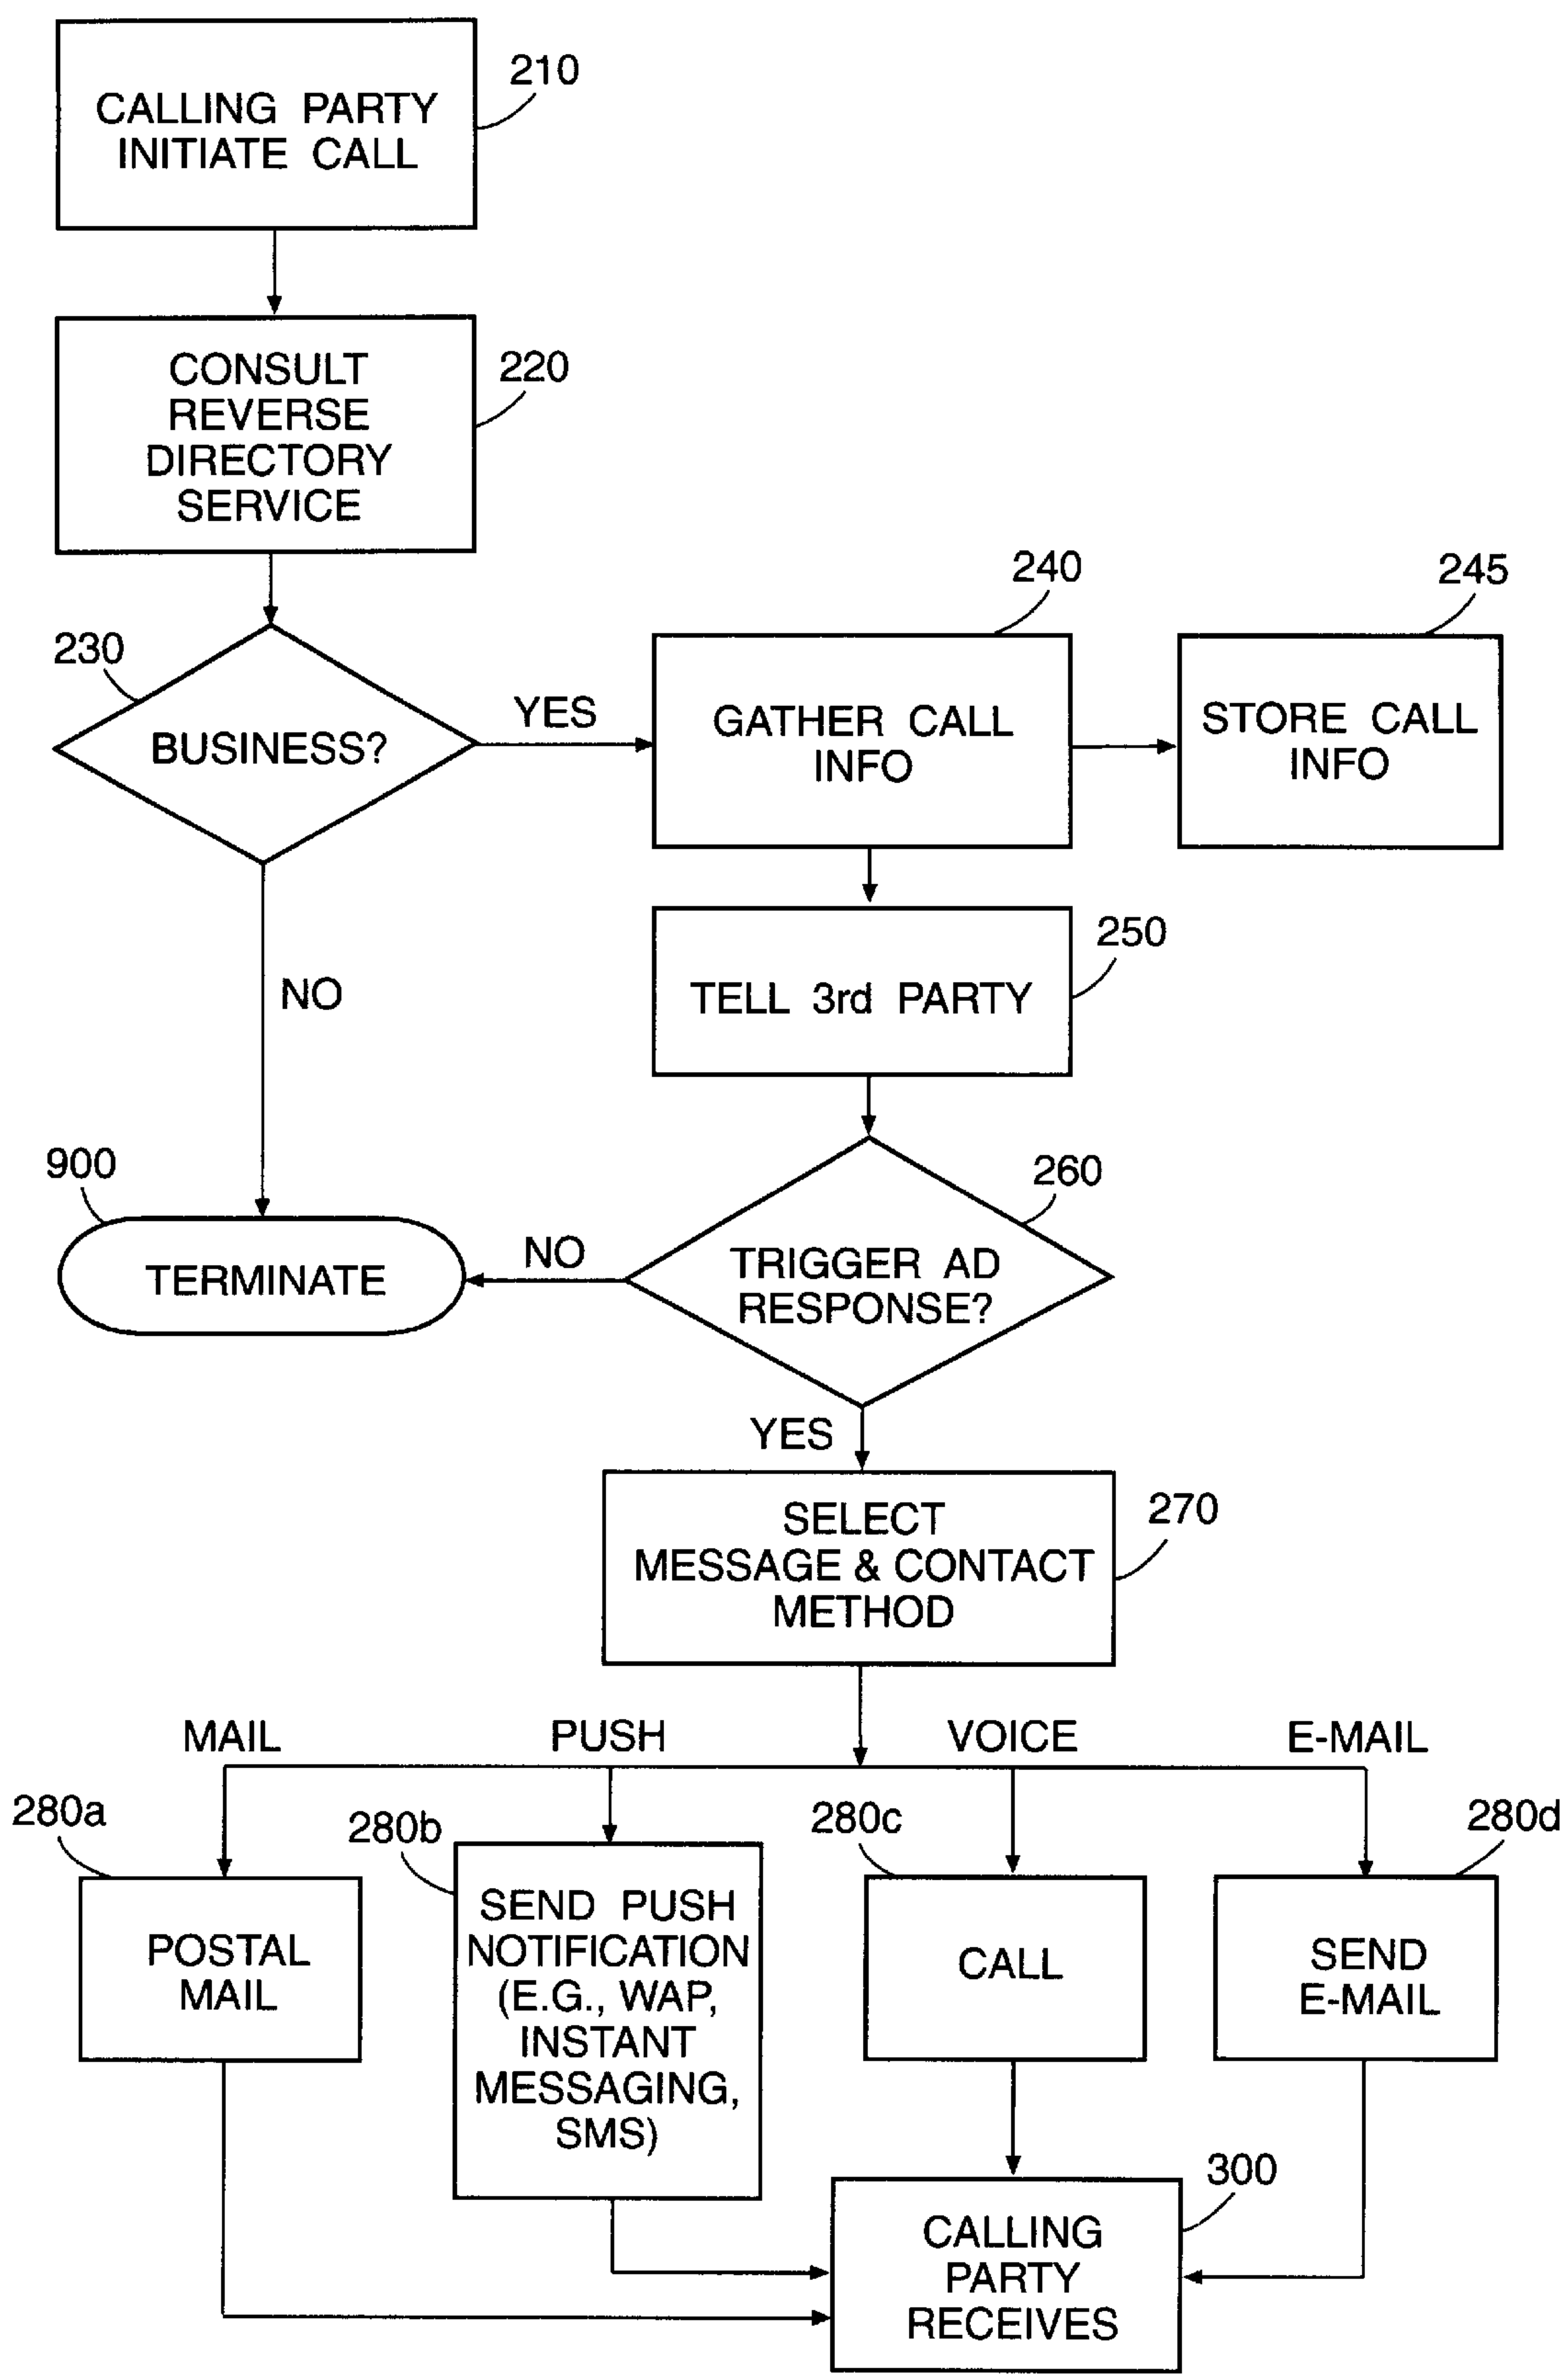 210
CALLING PARTY
INITIATE CALL
220
CONSULT
REVERSE
DIRECTORY
SERVICE
240
245
230
YES
BUSINESS?
GATHER CALL
INFO
STORE CALL
INFO
250
NO
TELL 3rd PARTY
900
260
NO
TERMINATE
TRIGGER AD
RESPONSE?
YES
270
SELECT
MESSAGE & CONTACT
METHOD
MAIL
PUSH
VOICE
E-MAIL
280a
280b
280c
280d
POSTAL
MAIL
SEND PUSH
NOTIFICATION
(E.G., WAP,
INSTANT
MESSAGING,
SMS)
CALL
SEND
E-MAIL
300
CALLING
PARTY
RECEIVES